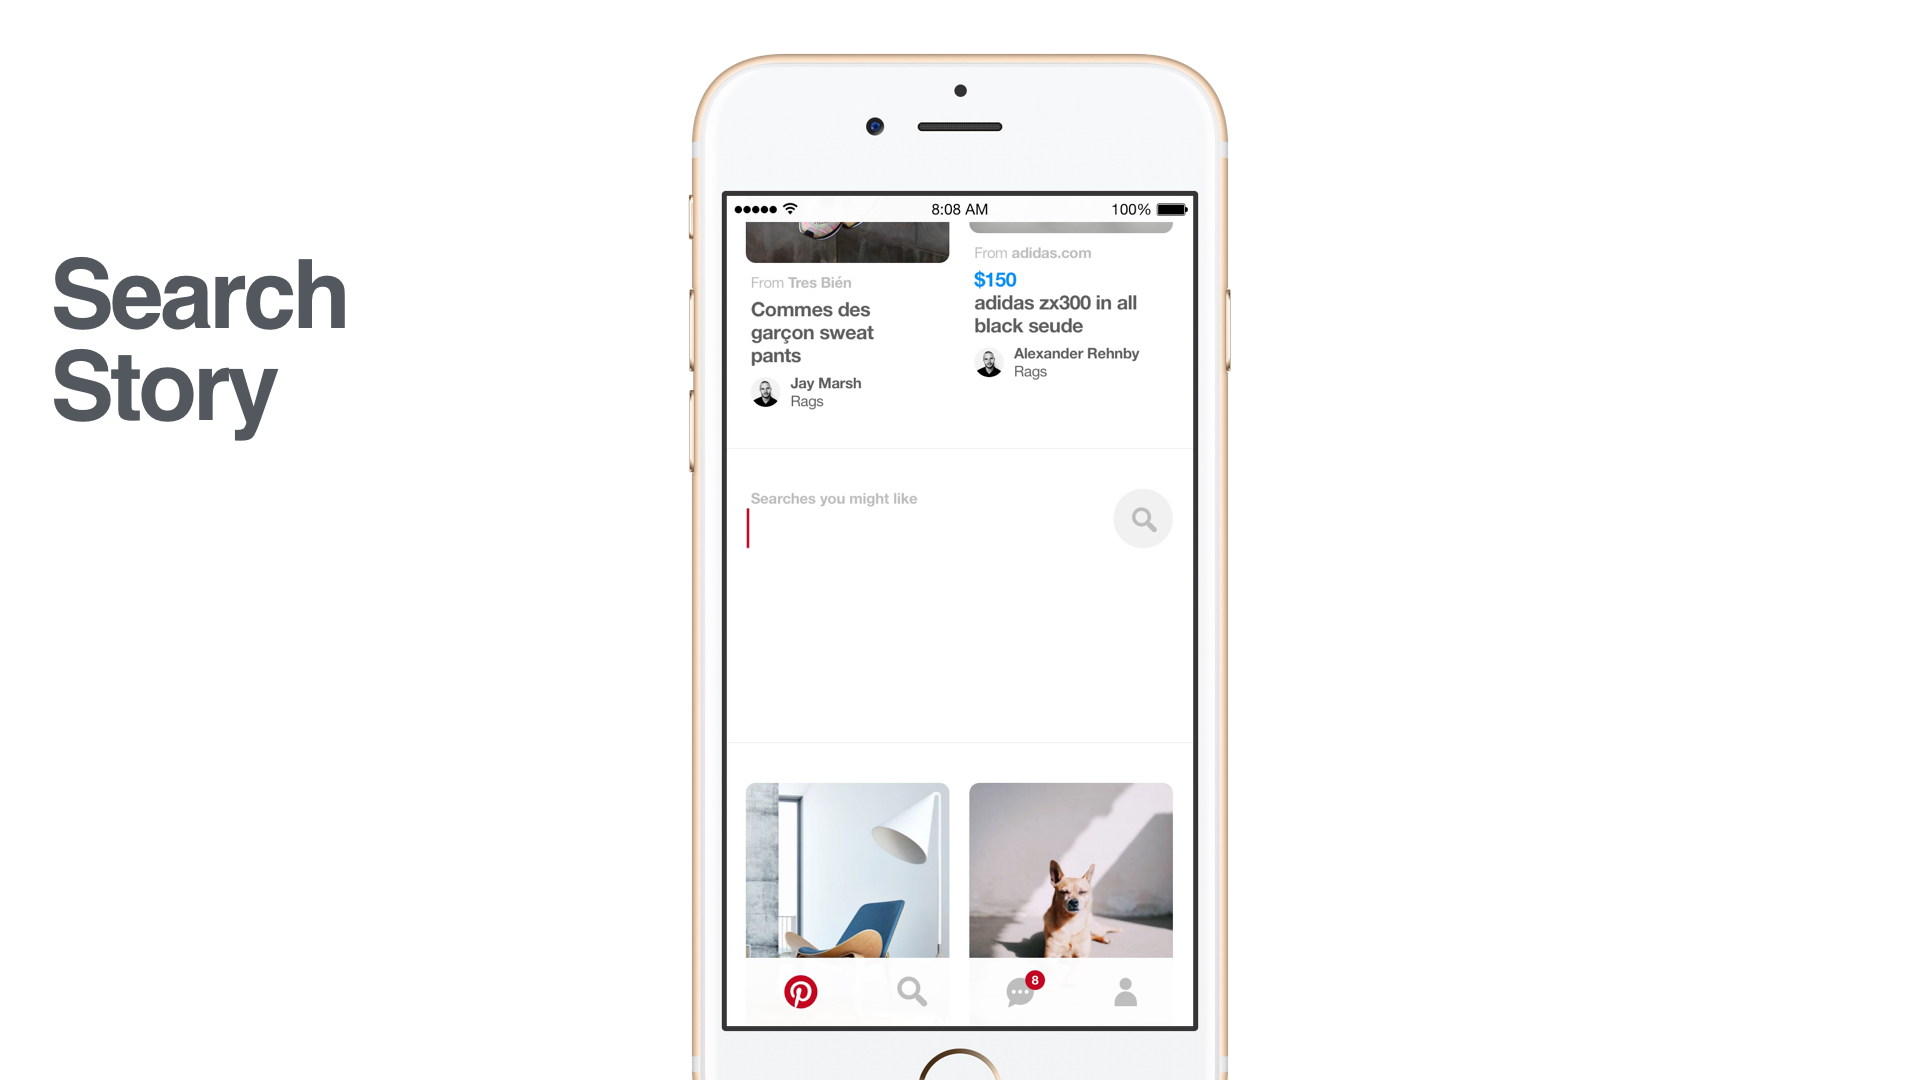 Search
Story
8:08 AM
100%
From Tres Bién
Commes des
garçon sweat
pants
Jay Marsh
Rags
From adidas.com
$150
adidas zx300 in all
black seude
Alexander Rehnby
Rags
Searches you might like
8